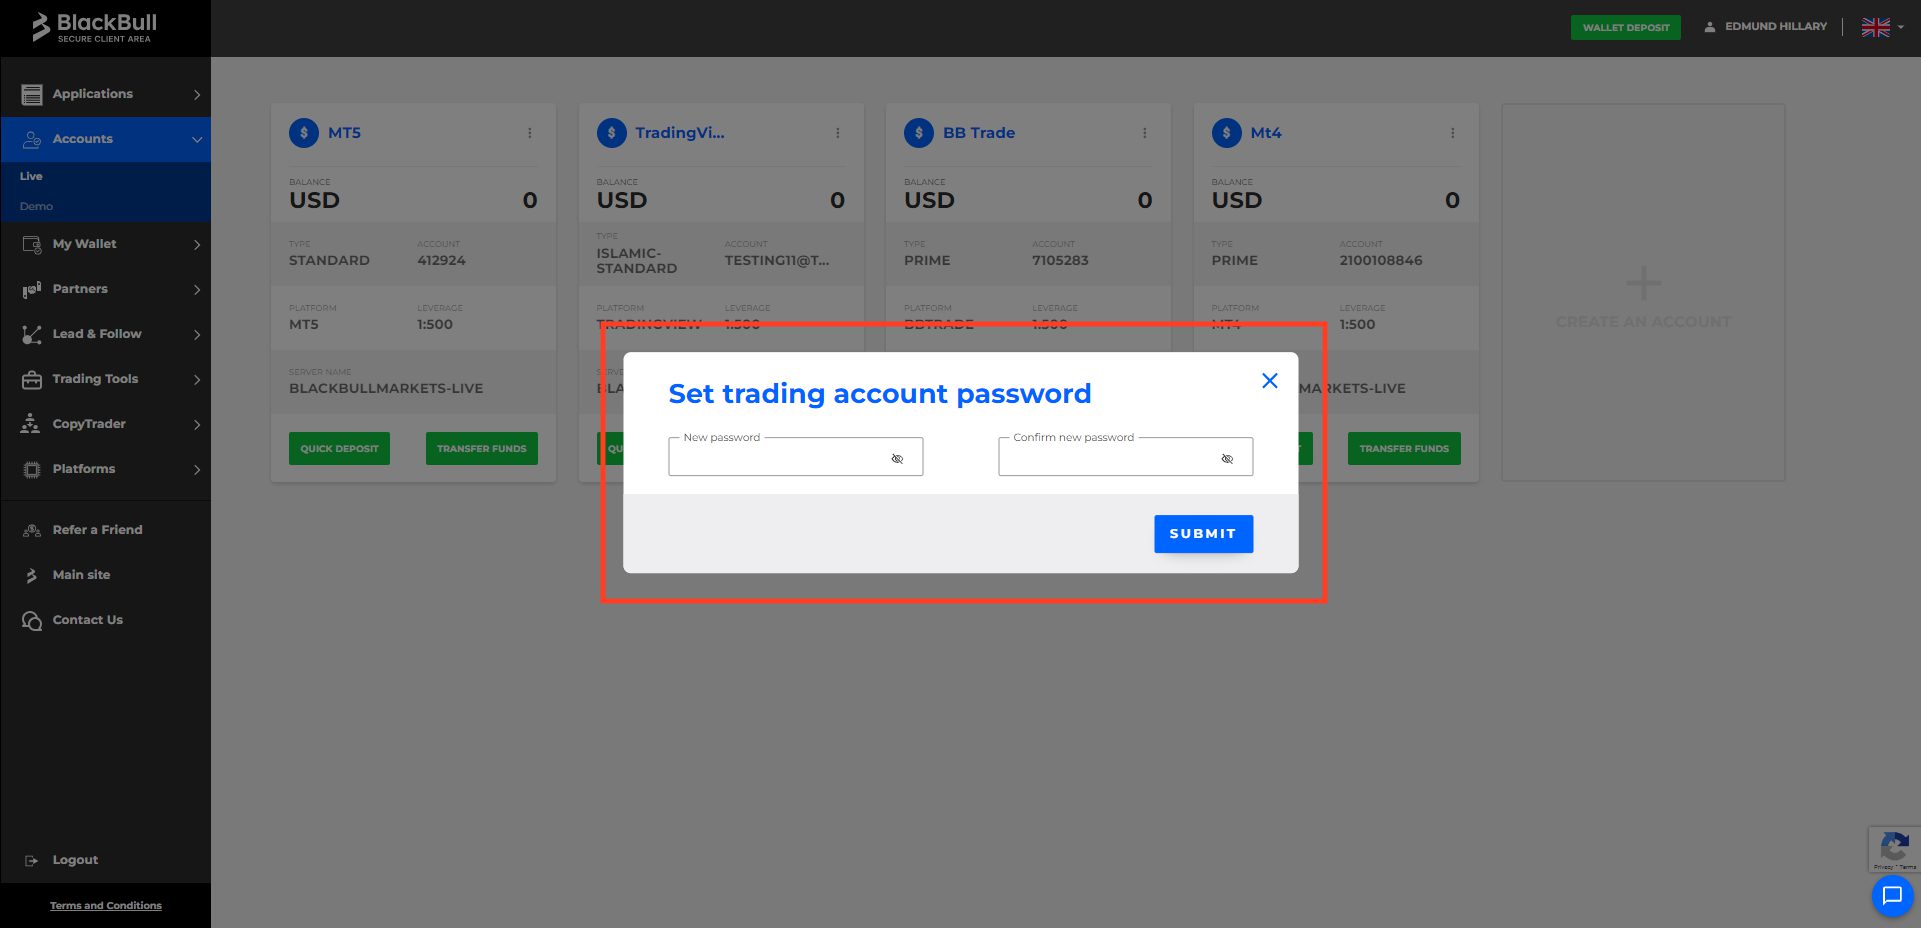 BlackBull
SECURE CLIENT AREA
WALLET DEPOSIT
EDMUND HILLARY
Applications
Accounts
Live
Demo
My Wallet
Partners
Lead & Follow
Trading Tools
CopyTrader
Platforms
Refer a Friend
Main site
Contact Us
Logout
Terms and Conditions
MT5
BALANCE
USD 0
TYPE ACCOUNT
STANDARD 412924
PLATFORM LEVERAGE
MT5 1:500
SERVER NAME
BLACKBULLMARKETS-LIVE
QUICK DEPOSIT TRANSFER FUNDS
TradingVi...
BALANCE
USD 0
TYPE ACCOUNT
ISLAMIC-
STANDARD TESTING11@T...
PLATFORM LEVERAGE
TRADINGVIEW 1:500
BB Trade
BALANCE
USD 0
TYPE ACCOUNT
PRIME 7105283
PLATFORM LEVERAGE
BBTRADE 1:500
Mt4
BALANCE
USD 0
TYPE ACCOUNT
PRIME 2100108846
PLATFORM LEVERAGE
MT4 1:500
MARKETS-LIVE
TRANSFER FUNDS
CREATE AN ACCOUNT
Set trading account password
New password Confirm new password
SUBMIT
Privacy - Terms